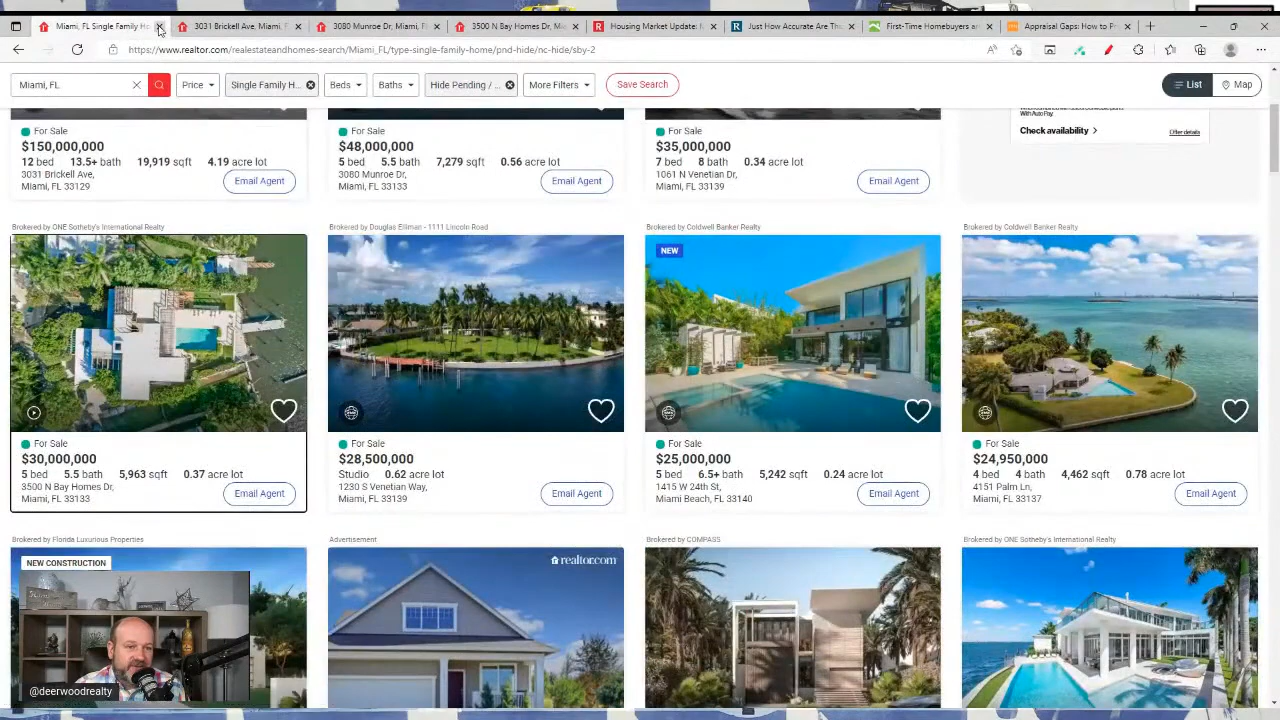 Miami, FL Single Family Ho
3031 Brickell Ave, Miami, F
3080 Munroe Dr, Miami, FL
3500 N Bay Homes Dr, Mi
Housing Market Update: F
Just How Accurate Are Th
First-Time Homebuyers an
Appraisal Gaps: How to P
https://www.realtor.com/realestateandhomes-search/Miami_FL/type-single-family-home/pnd-hide/nc-hide/sby-2
Miami, FL
Price
Single Family H...
Beds
Baths
Hide Pending / ...
More Filters
Save Search
List
Map
For Sale
$150,000,000
12 bed 13.5+ bath 19,919 sqft 4.19 acre lot
3031 Brickell Ave,
Miami, FL 33129
Email Agent
For Sale
$48,000,000
5 bed 5.5 bath 7,279 sqft 0.56 acre lot
3080 Munroe Dr,
Miami, FL 33133
Email Agent
For Sale
$35,000,000
7 bed 8 bath 0.34 acre lot
1061 N Venetian Dr,
Miami, FL 33139
Email Agent
With Auto Pay.
Check availability
Offer details
Brokered by ONE Sotheby's International Realty
For Sale
$30,000,000
5 bed 5.5 bath 5,963 sqft 0.37 acre lot
3500 N Bay Homes Dr,
Miami, FL 33133
Email Agent
Brokered by Douglas Elliman - 1111 Lincoln Road
For Sale
$28,500,000
Studio 0.62 acre lot
1230 S Venetian Way,
Miami, FL 33139
Email Agent
Brokered by Coldwell Banker Realty
NEW
For Sale
$25,000,000
5 bed 6.5+ bath 5,242 sqft 0.24 acre lot
1415 W 24th St,
Miami Beach, FL 33140
Email Agent
Brokered by Coldwell Banker Realty
For Sale
$24,950,000
4 bed 4 bath 4,462 sqft 0.78 acre lot
4151 Palm Ln,
Miami, FL 33137
Email Agent
Brokered by Florida Luxurious Properties
NEW CONSTRUCTION
@deerwoodrealty
Advertisement
realtor.com
Brokered by COMPASS
Brokered by ONE Sotheby's International Realty